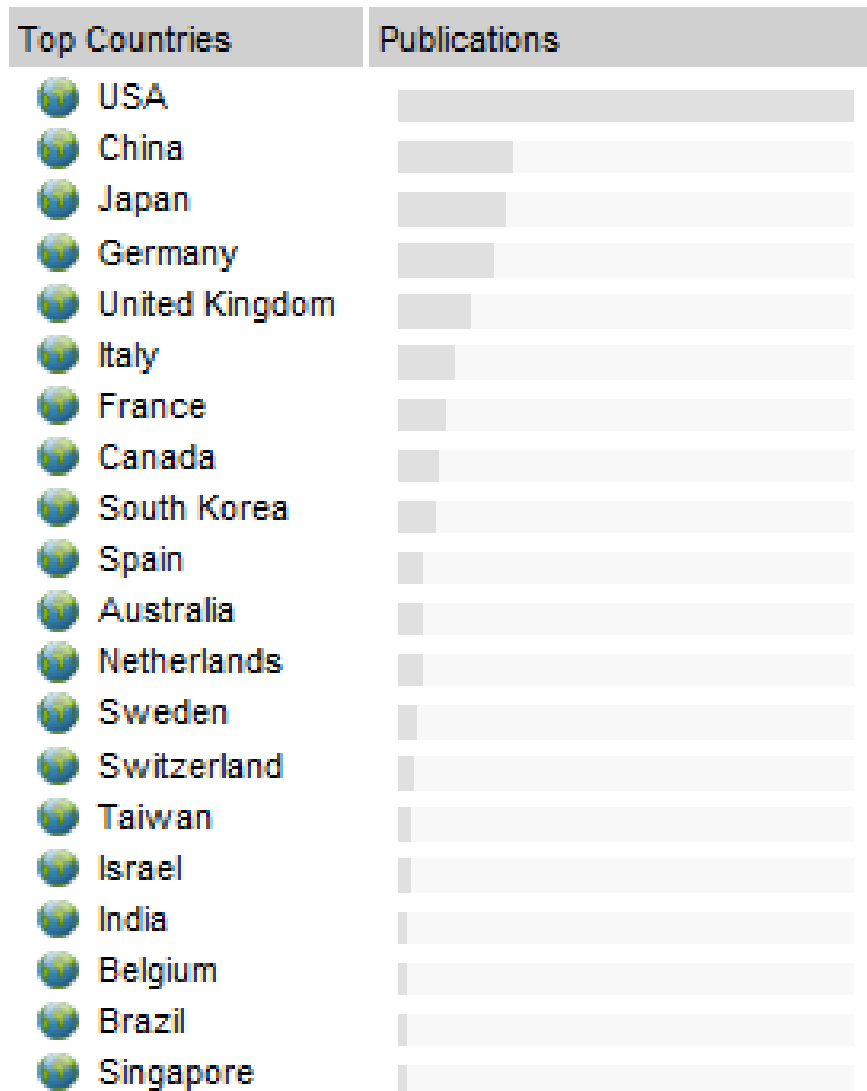 Top Countries Publications
USA
China
Japan
Germany
United Kingdom
Italy
France
Canada
South Korea
Spain
Australia
Netherlands
Sweden
Switzerland
Taiwan
Israel
India
Belgium
Brazil
Singapore